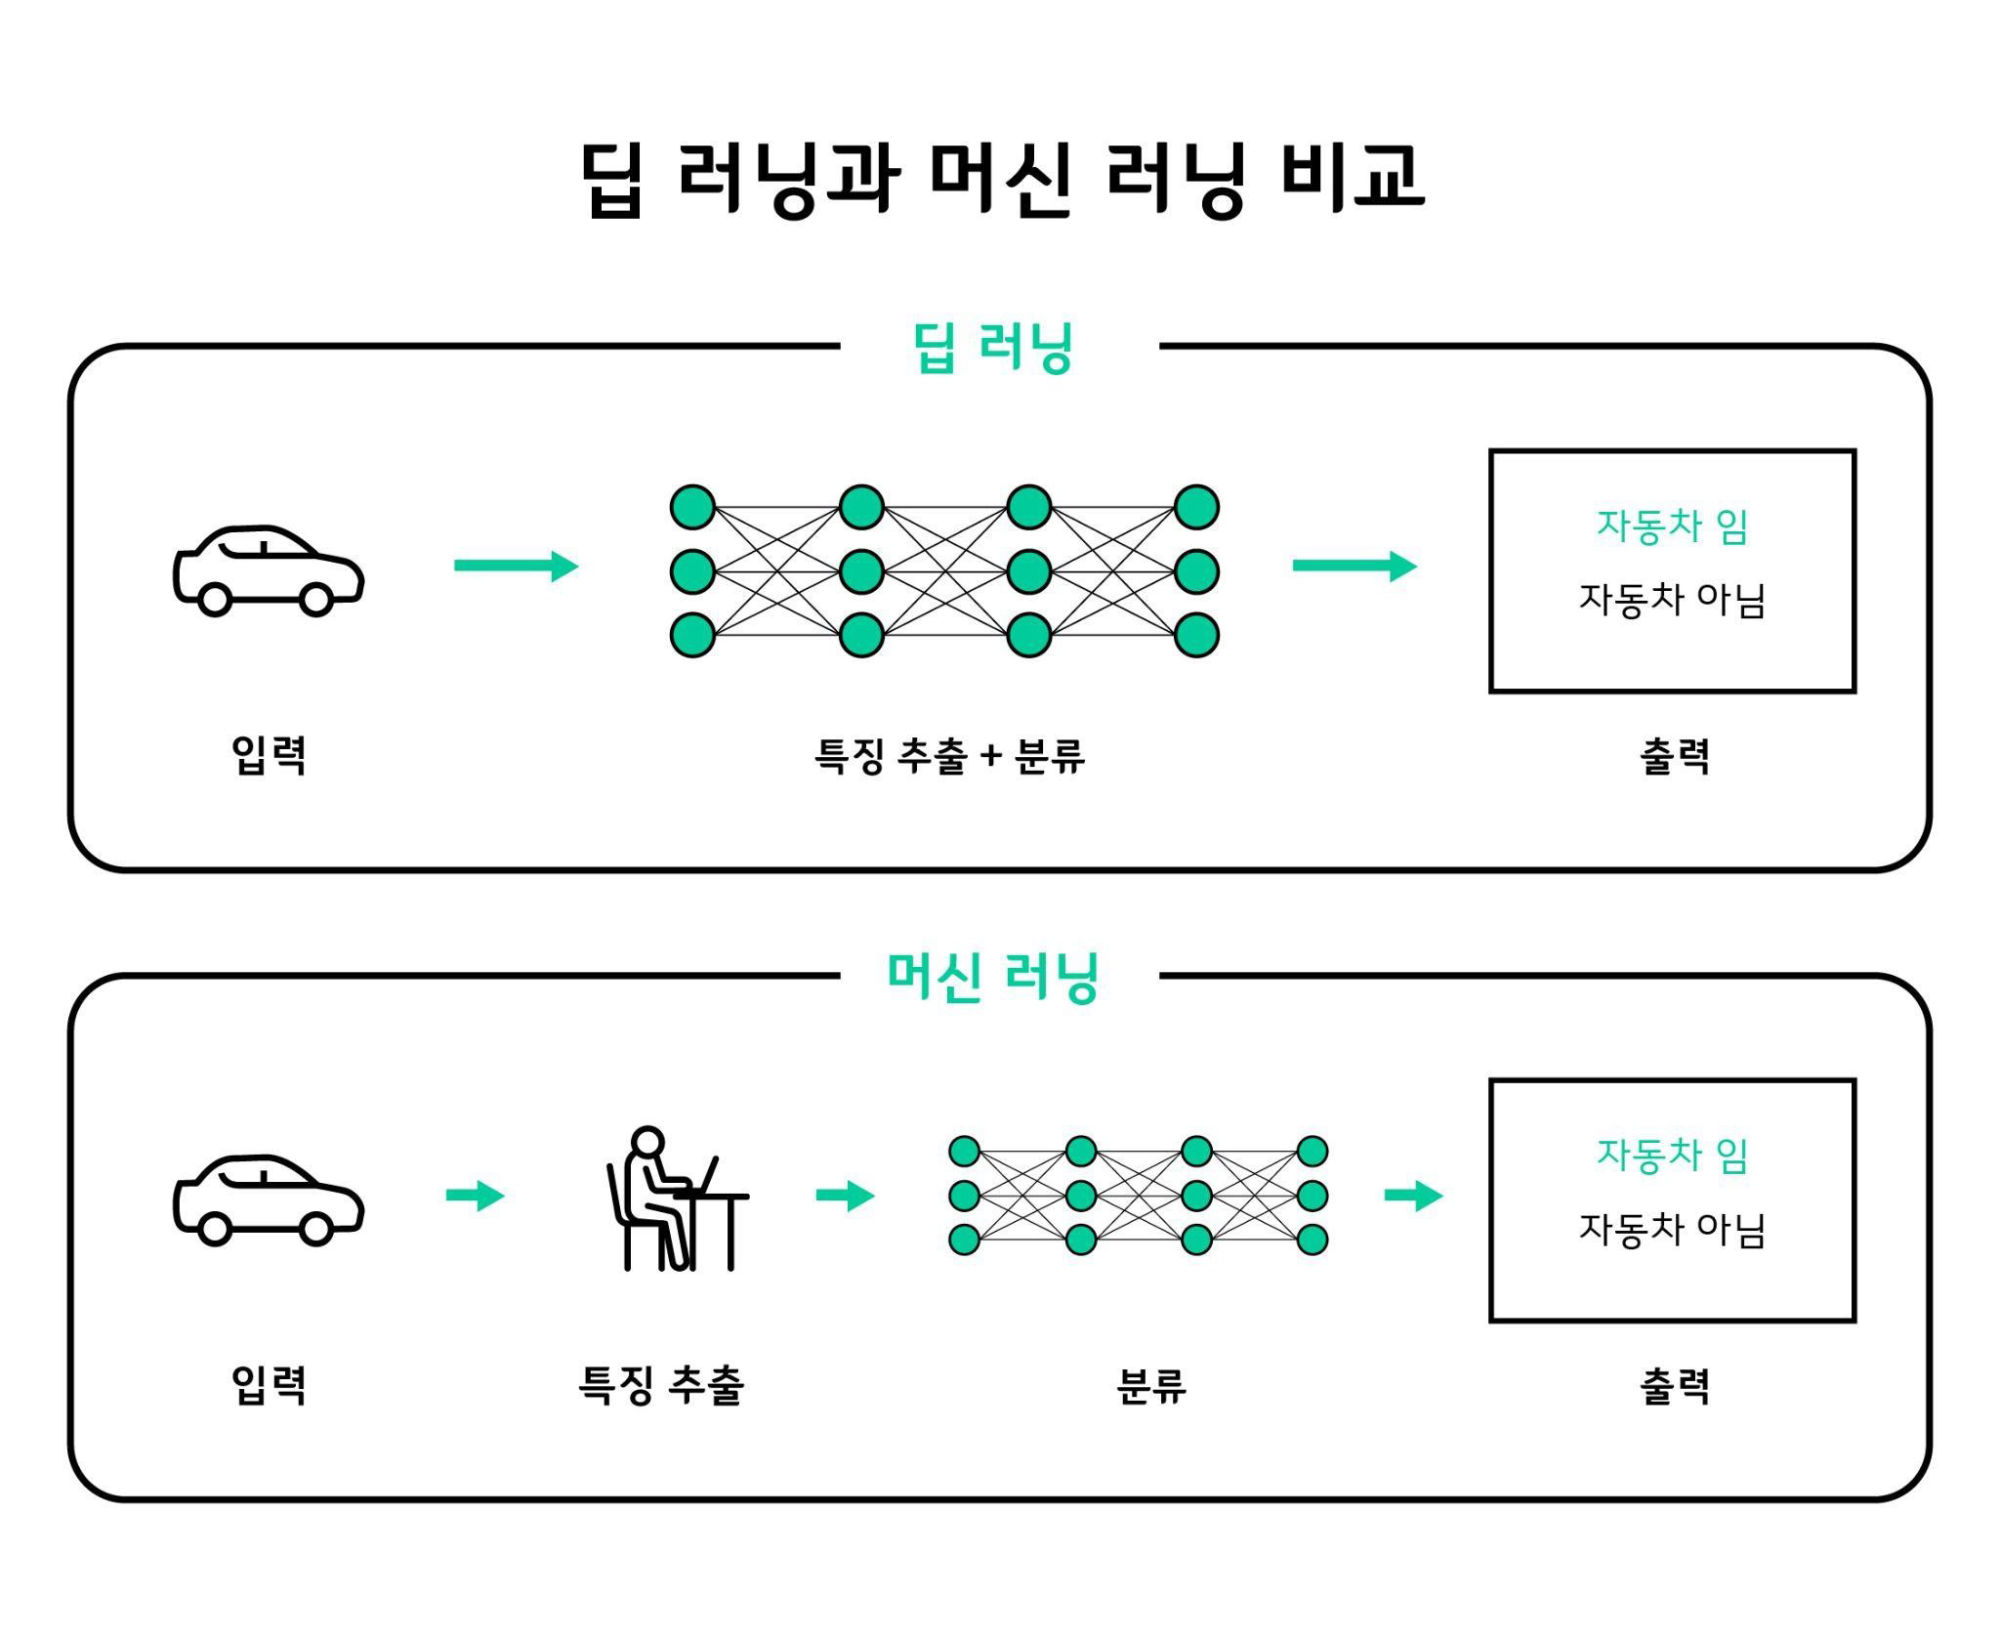 딥 러닝과 머신 러닝 비교
딥 러닝
자동차 임
자동차 아님
입력
특징 추출 + 분류
출력
머신 러닝
자동차 임
자동차 아님
입력
특징 추출
분류
출력